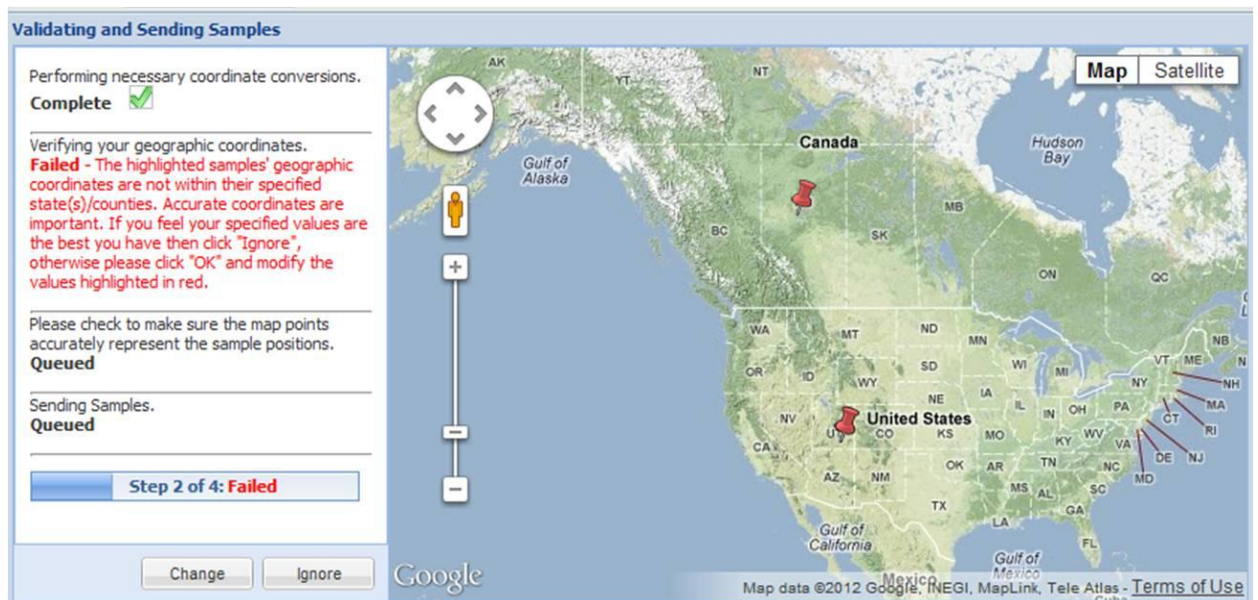 Validating and Sending Samples
Performing necessary coordinate conversions.
Complete
Verifying your geographic coordinates.
Failed - The highlighted samples' geographic
coordinates are not within their specified
state(s)/counties. Accurate coordinates are
important. If you feel your specified values are
the best you have then click "Ignore",
otherwise please click "OK" and modify the
values highlighted in red.
Please check to make sure the map points
accurately represent the sample positions.
Queued
Sending Samples.
Queued
Step 2 of 4: Failed
Change Ignore
Map Satellite
AK YT NT
Canada
Hudson
Bay
Gulf of
Alaska
BC SK MB ON QC
WA MT ND MN NB
OR ID WY SD WI MI VT ME N
NH
NV UT CO NE IA IL IN OH PA NY MA
United States
CT RI
CA KS MO KY WV VA DE NJ
MD
AZ NM OK AR TN NC
TX MS AL SC
LA GA
FL
Gulf of
California
Gulf of
Mexico
Mexico
Cuba
Google
Map data ©2012 Google, INEGI, MapLink, Tele Atlas - Terms of Use